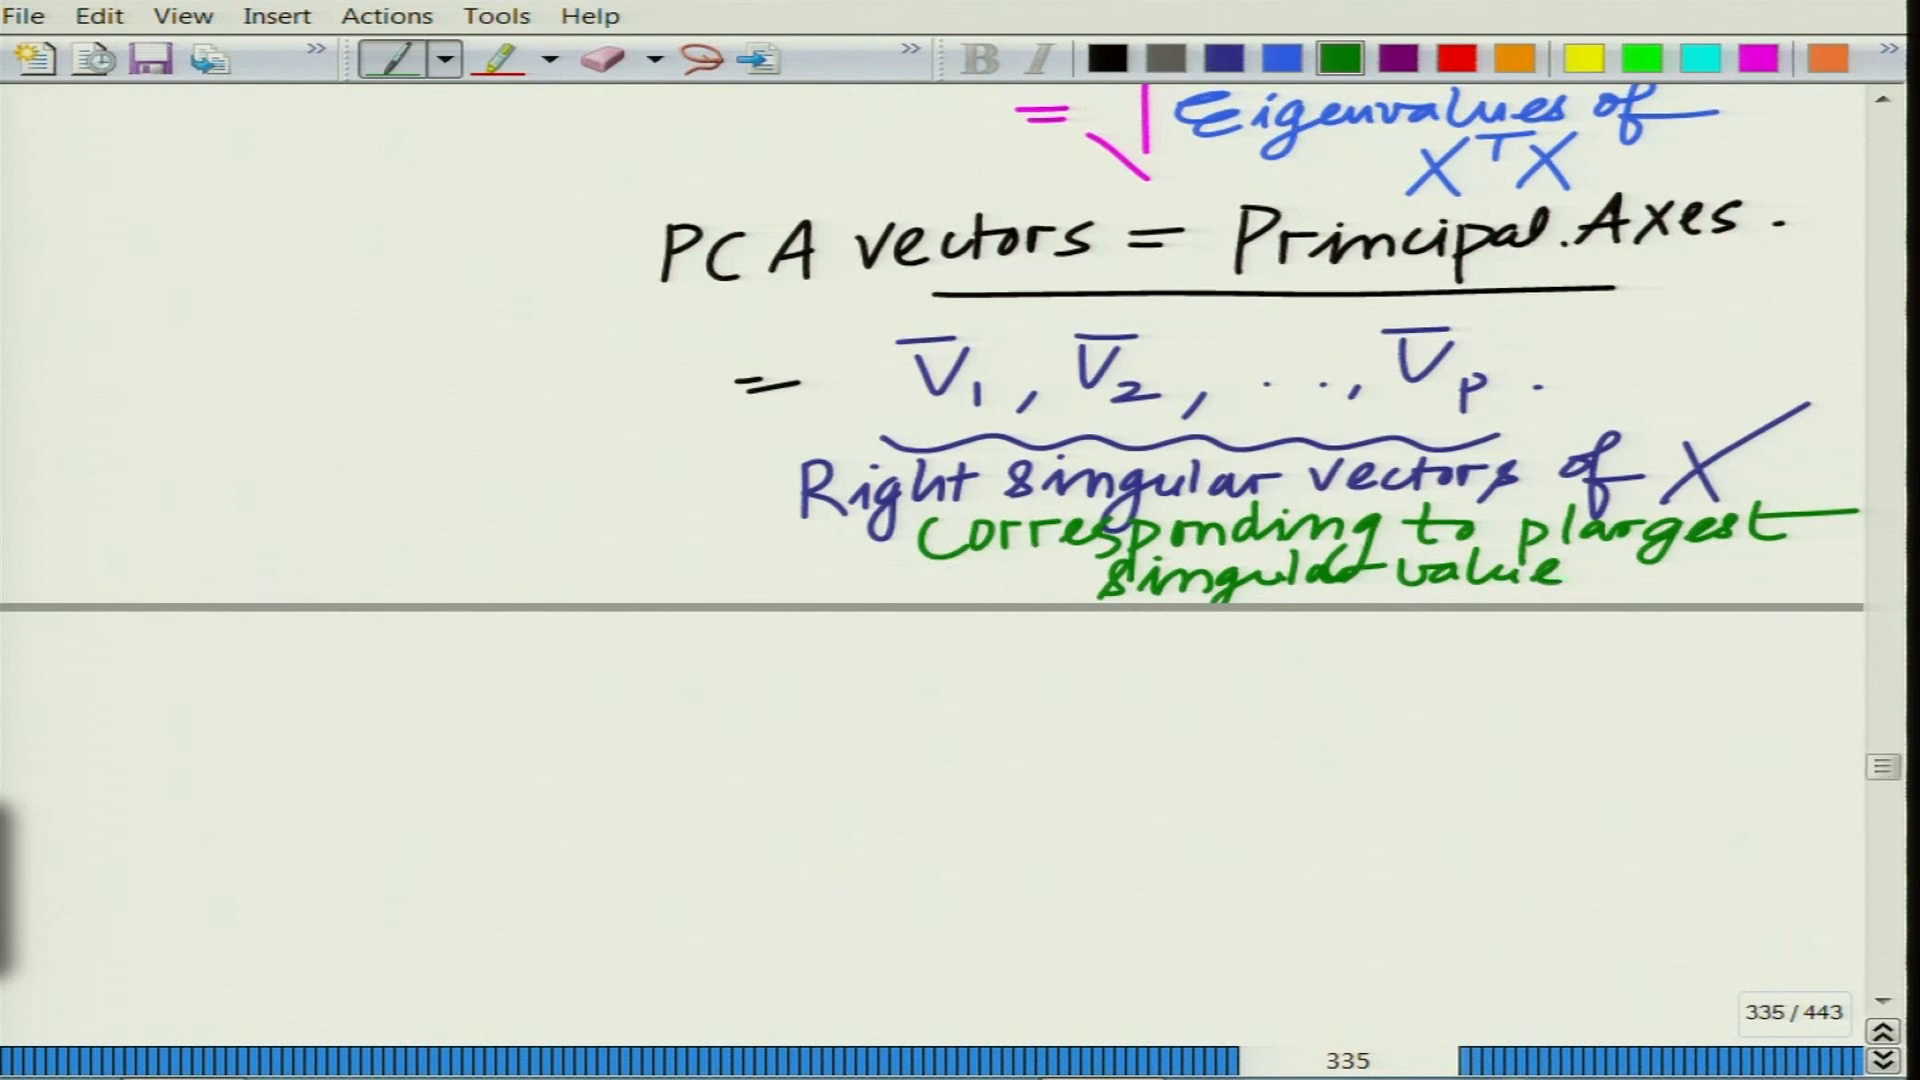 File Edit View Insert Actions Tools Help
B I
= √ Eigenvalues of
XᵀX
PCA vectors = Principal Axes.
= V̅₁, V̅₂, ..., V̅ₚ.
Right singular vectors of X
corresponding to p largest
singular value
335 / 443
335